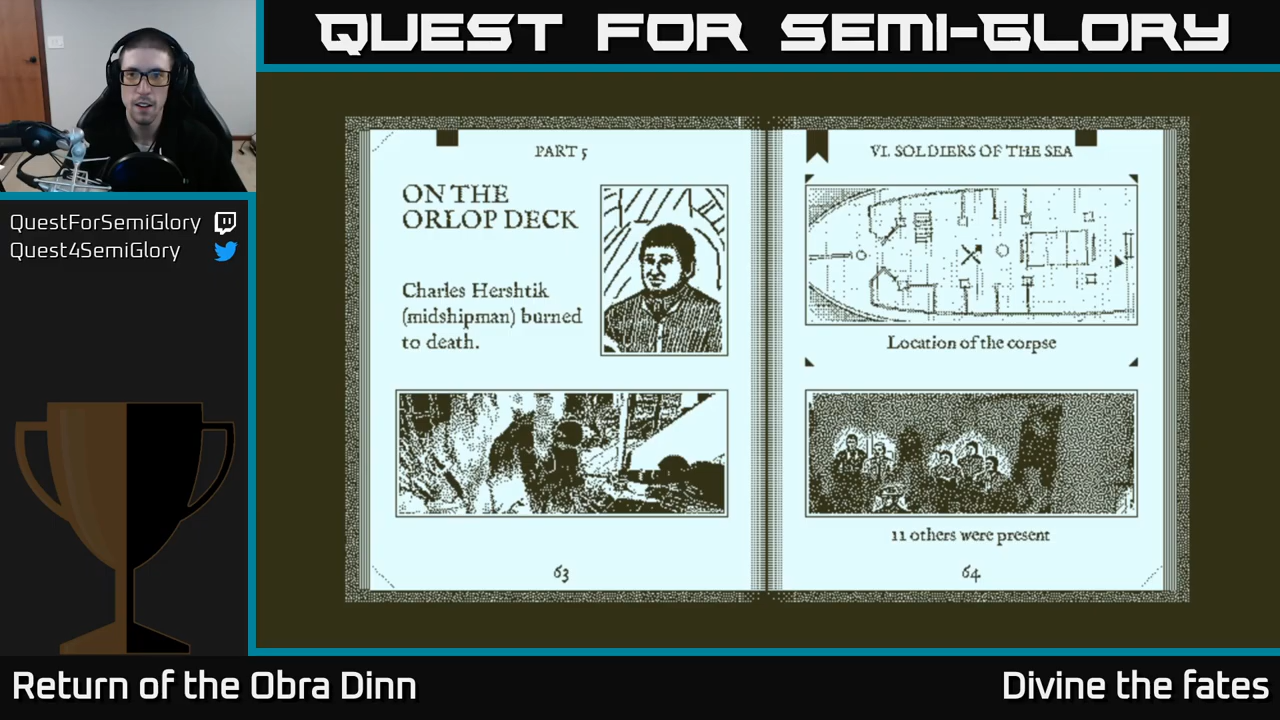 QUEST FOR SEMI-GLORY
QuestForSemiGlory
Quest4SemiGlory
PART 5
ON THE
ORLOP DECK
Charles Hershtik
(midshipman) burned
to death.
63
VI. SOLDIERS OF THE SEA
Location of the corpse
11 others were present
64
Return of the Obra Dinn
Divine the fates